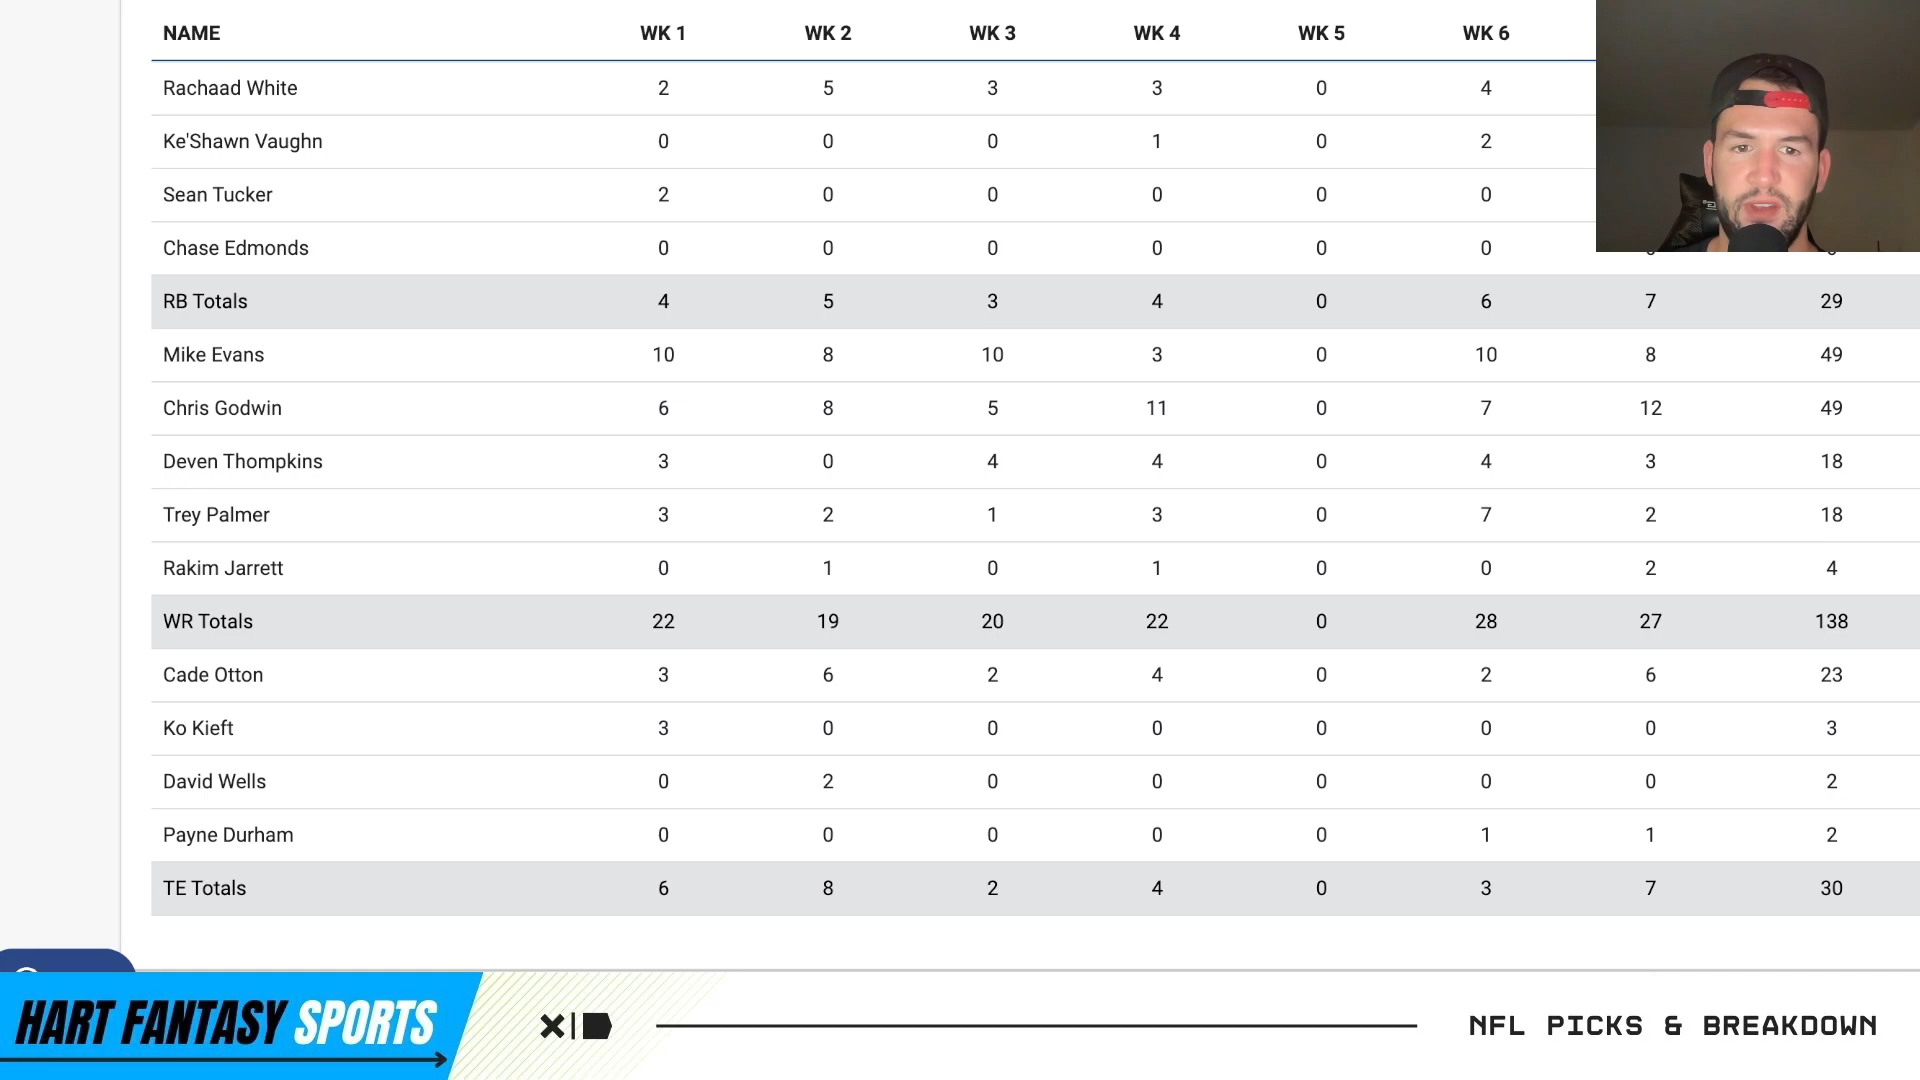 NAME WK 1 WK 2 WK 3 WK 4 WK 5 WK 6
Rachaad White 2 5 3 3 0 4
Ke'Shawn Vaughn 0 0 0 1 0 2
Sean Tucker 2 0 0 0 0 0
Chase Edmonds 0 0 0 0 0 0
RB Totals 4 5 3 4 0 6 7 29
Mike Evans 10 8 10 3 0 10 8 49
Chris Godwin 6 8 5 11 0 7 12 49
Deven Thompkins 3 0 4 4 0 4 3 18
Trey Palmer 3 2 1 3 0 7 2 18
Rakim Jarrett 0 1 0 1 0 0 2 4
WR Totals 22 19 20 22 0 28 27 138
Cade Otton 3 6 2 4 0 2 6 23
Ko Kieft 3 0 0 0 0 0 0 3
David Wells 0 2 0 0 0 0 0 2
Payne Durham 0 0 0 0 0 1 1 2
TE Totals 6 8 2 4 0 3 7 30
HART FANTASY SPORTS
NFL PICKS & BREAKDOWN